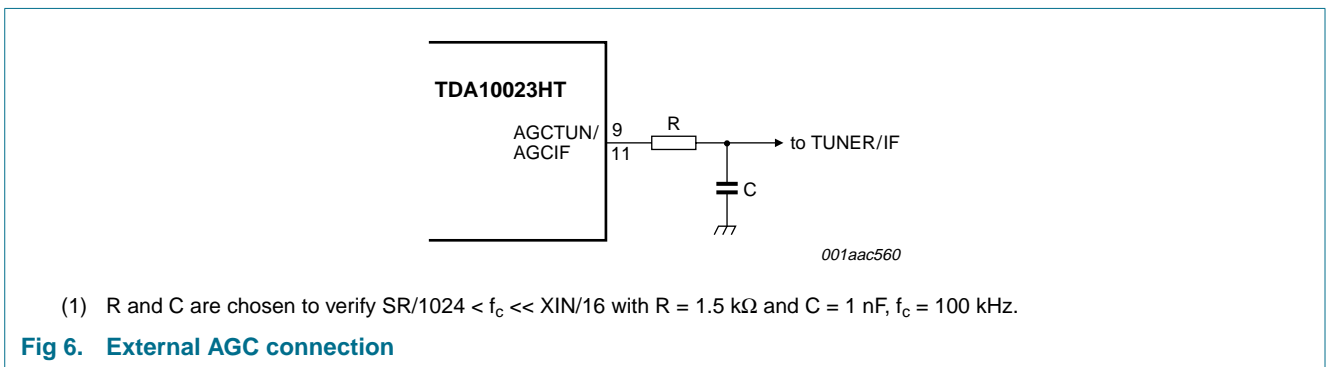 TDA10023HT
AGCTUN/ 9 R
AGCIF 11
to TUNER/IF
C
001aac560
(1) R and C are chosen to verify SR/1024 < fc << XIN/16 with R = 1.5 kΩ and C = 1 nF, fc = 100 kHz.
Fig 6. External AGC connection